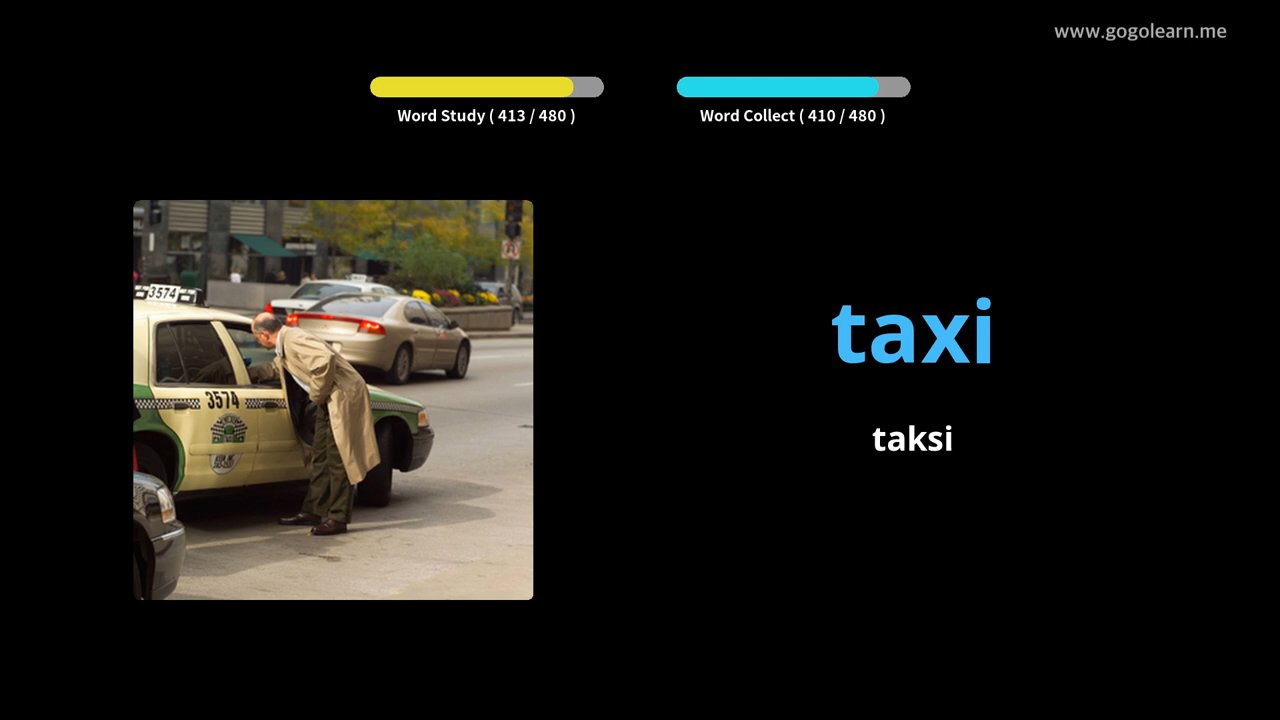 www.gogolearn.me
Word Study ( 413 / 480 )
Word Collect ( 410 / 480 )
3574
3574
taxi
taksi